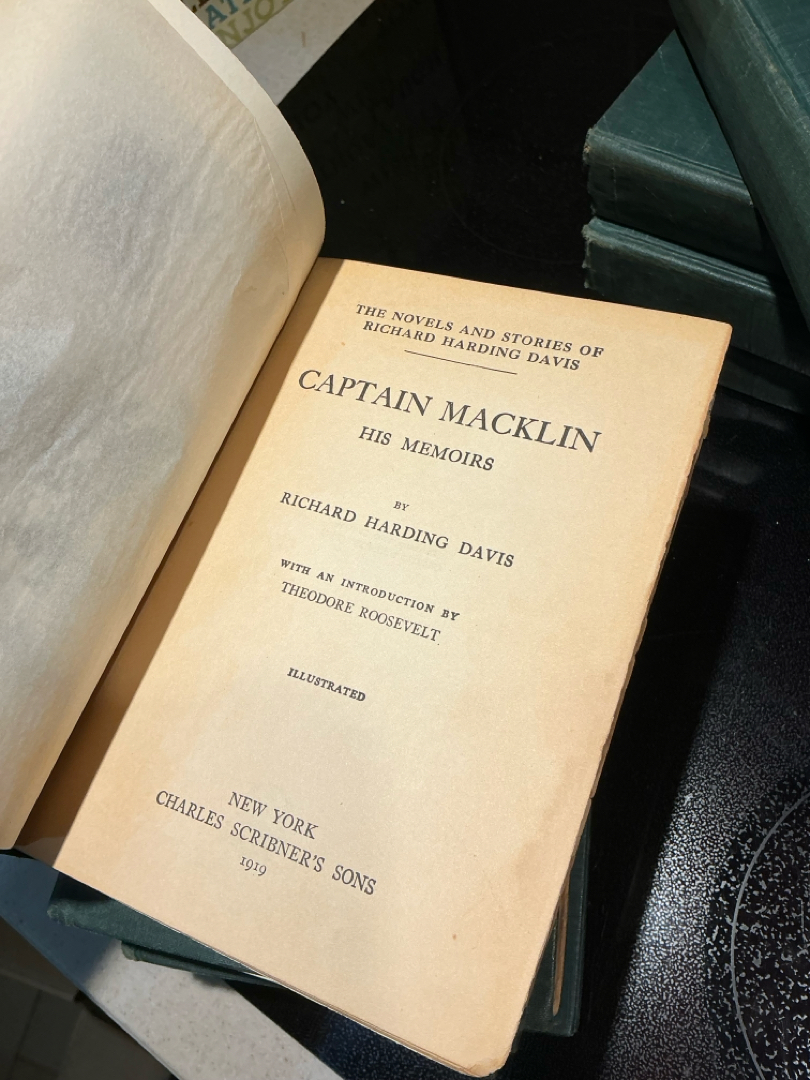 THE NOVELS AND STORIES OF
RICHARD HARDING DAVIS
CAPTAIN MACKLIN
HIS MEMOIRS
BY
RICHARD HARDING DAVIS
WITH AN INTRODUCTION BY
THEODORE ROOSEVELT
ILLUSTRATED
NEW YORK
CHARLES SCRIBNER'S SONS
1919